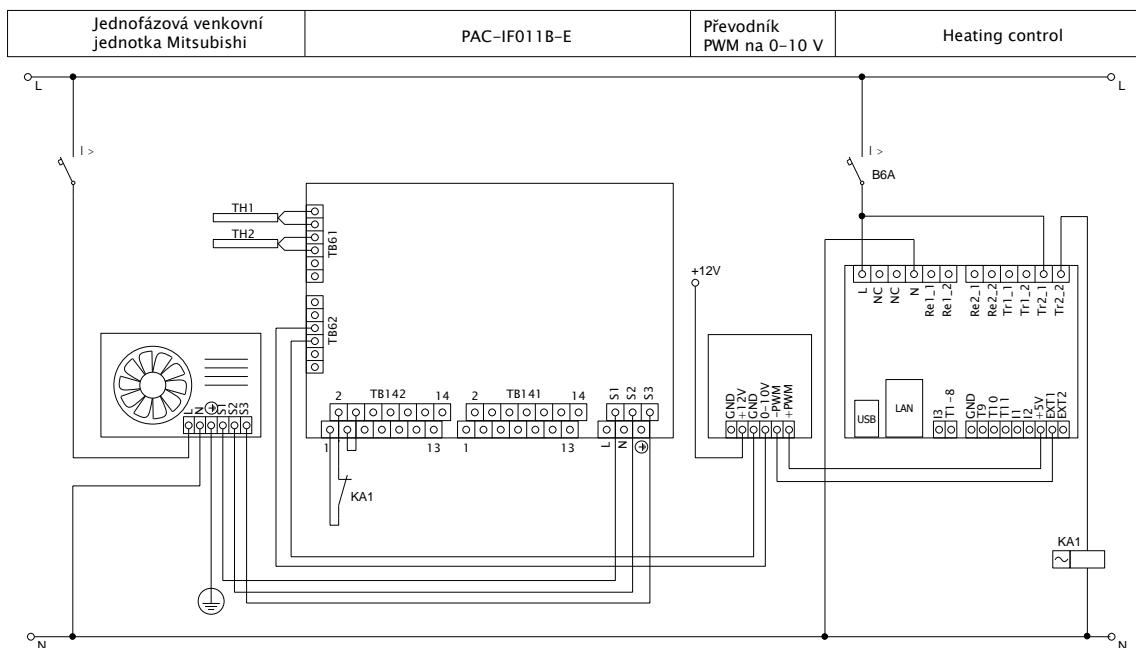 Jednofázová venkovní
jednotka Mitsubishi
PAC-IF011B-E
Převodník
PWM na 0-10 V
Heating control
L
L
I >
I >
B6A
TH1
TH2
TB61
+12V
L
NC
NC
N
Re1_1
Re1_2
Re2_1
Re2_2
Tr1_1
Tr1_2
Tr2_1
Tr2_2
TB62
L
N
S1
S2
S3
2
TB142
14
2
TB141
14
S1
S2
S3
GND
+12V
GND
0-10V
-PWM
+PWM
USB
LAN
I3
T1-8
GND
T9
T10
T11
I1
I2
+5V
EXT1
EXT2
1
13
1
13
L
N
KA1
KA1
N
N